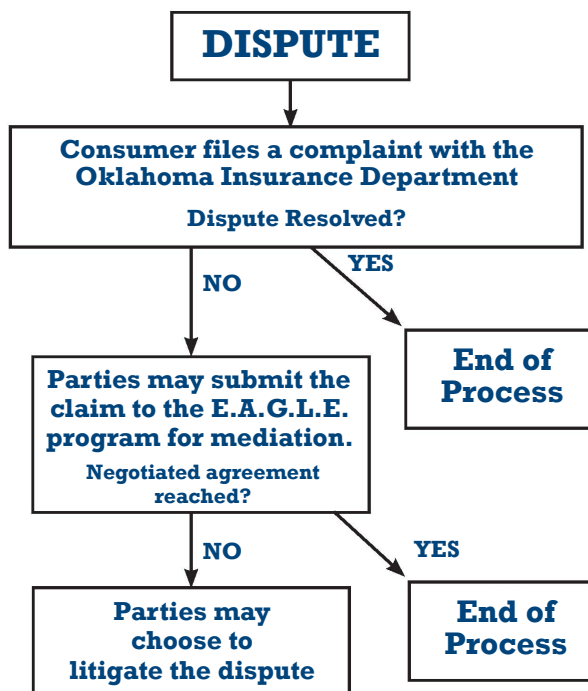 DISPUTE
Consumer files a complaint with the
Oklahoma Insurance Department
Dispute Resolved?
NO
YES
End of
Process
Parties may submit the
claim to the E.A.G.L.E.
program for mediation.
Negotiated agreement
reached?
NO
YES
End of
Process
Parties may
choose to
litigate the dispute